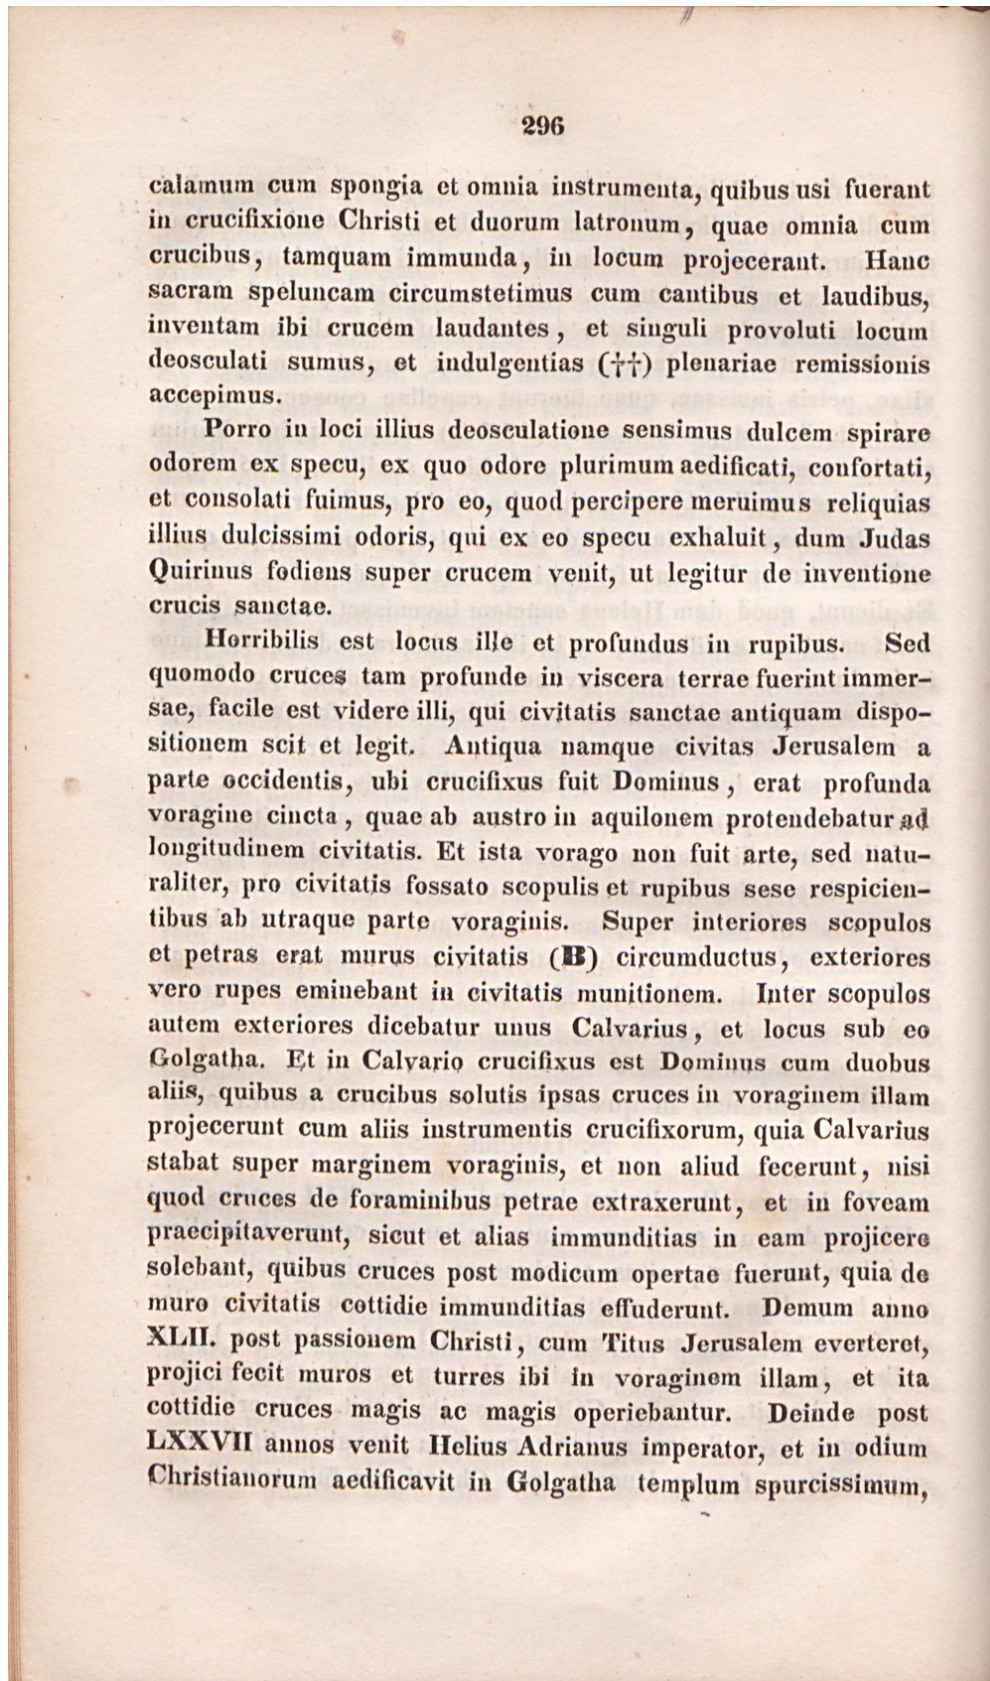 296
calamum cum spongia et omnia instrumenta, quibus usi fuerant
in crucifixione Christi et duorum latronum, quae omnia cum
crucibus, tamquam immunda, in locum projecerant. Hanc
sacram speluncam circumstetimus cum cantibus et laudibus,
inventam ibi crucem laudantes, et singuli provoluti locum
deosculati sumus, et indulgentias (††) plenariae remissionis
accepimus.
Porro in loci illius deosculatione sensimus dulcem spirare
odorem ex specu, ex quo odore plurimum aedificati, confortati,
et consolati fuimus, pro eo, quod percipere meruimus reliquias
illius dulcissimi odoris, qui ex eo specu exhaluit, dum Judas
Quirinus fodiens super crucem venit, ut legitur de inventione
crucis sanctae.
Horribilis est locus ille et profundus in rupibus. Sed
quomodo cruces tam profunde in viscera terrae fuerint immer-
sae, facile est videre illi, qui civitatis sanctae antiquam dispo-
sitionem scit et legit. Antiqua namque civitas Jerusalem a
parte occidentis, ubi crucifixus fuit Dominus, erat profunda
voragine cincta, quae ab austro in aquilonem protendebatur ad
longitudinem civitatis. Et ista vorago non fuit arte, sed natu-
raliter, pro civitatis fossato scopulis et rupibus sese respicien-
tibus ab utraque parte voraginis. Super interiores scopulos
et petras erat murus civitatis (B) circumductus, exteriores
vero rupes eminebant in civitatis munitionem. Inter scopulos
autem exteriores dicebatur unus Calvarius, et locus sub eo
Golgatha. Et in Calvario crucifixus est Dominus cum duobus
aliis, quibus a crucibus solutis ipsas cruces in voraginem illam
projecerunt cum aliis instrumentis crucifixorum, quia Calvarius
stabat super marginem voraginis, et non aliud fecerunt, nisi
quod cruces de foraminibus petrae extraxerunt, et in foveam
praecipitaverunt, sicut et alias immunditias in eam projicere
solebant, quibus cruces post modicum opertae fuerunt, quia de
muro civitatis cottidie immunditias effuderunt. Demum anno
XLII. post passionem Christi, cum Titus Jerusalem everteret,
projici fecit muros et turres ibi in voraginem illam, et ita
cottidie cruces magis ac magis operiebantur. Deinde post
LXXVII annos venit Helius Adrianus imperator, et in odium
Christianorum aedificavit in Golgatha templum spurcissimum,